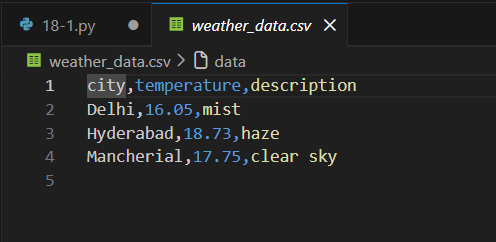 18-1.py
weather_data.csv
weather_data.csv > data
1 city,temperature,description
2 Delhi,16.05,mist
3 Hyderabad,18.73,haze
4 Mancherial,17.75,clear sky
5